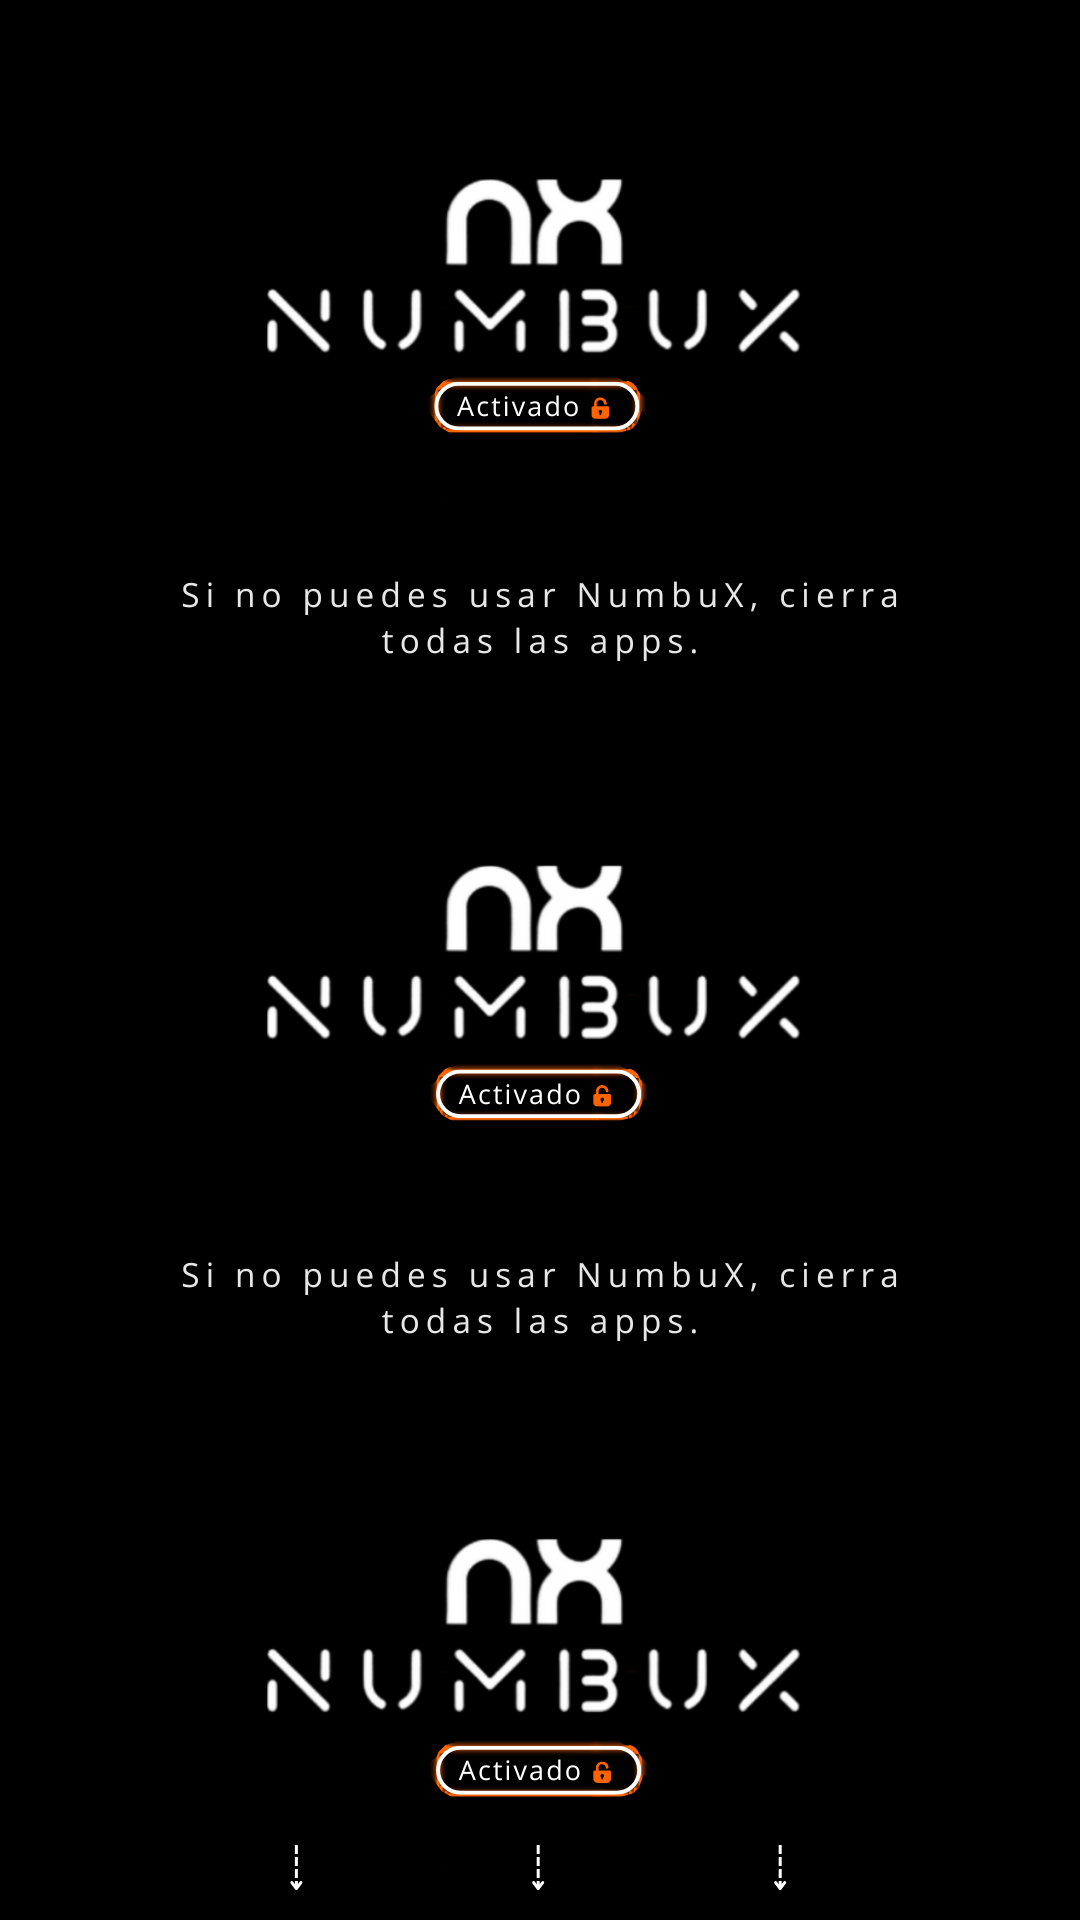 nx
NUMBUX
Activado
Si no puedes usar NumbuX, cierra
todas las apps.
nx
NUMBUX
Activado
Si no puedes usar NumbuX, cierra
todas las apps.
nx
NUMBUX
Activado